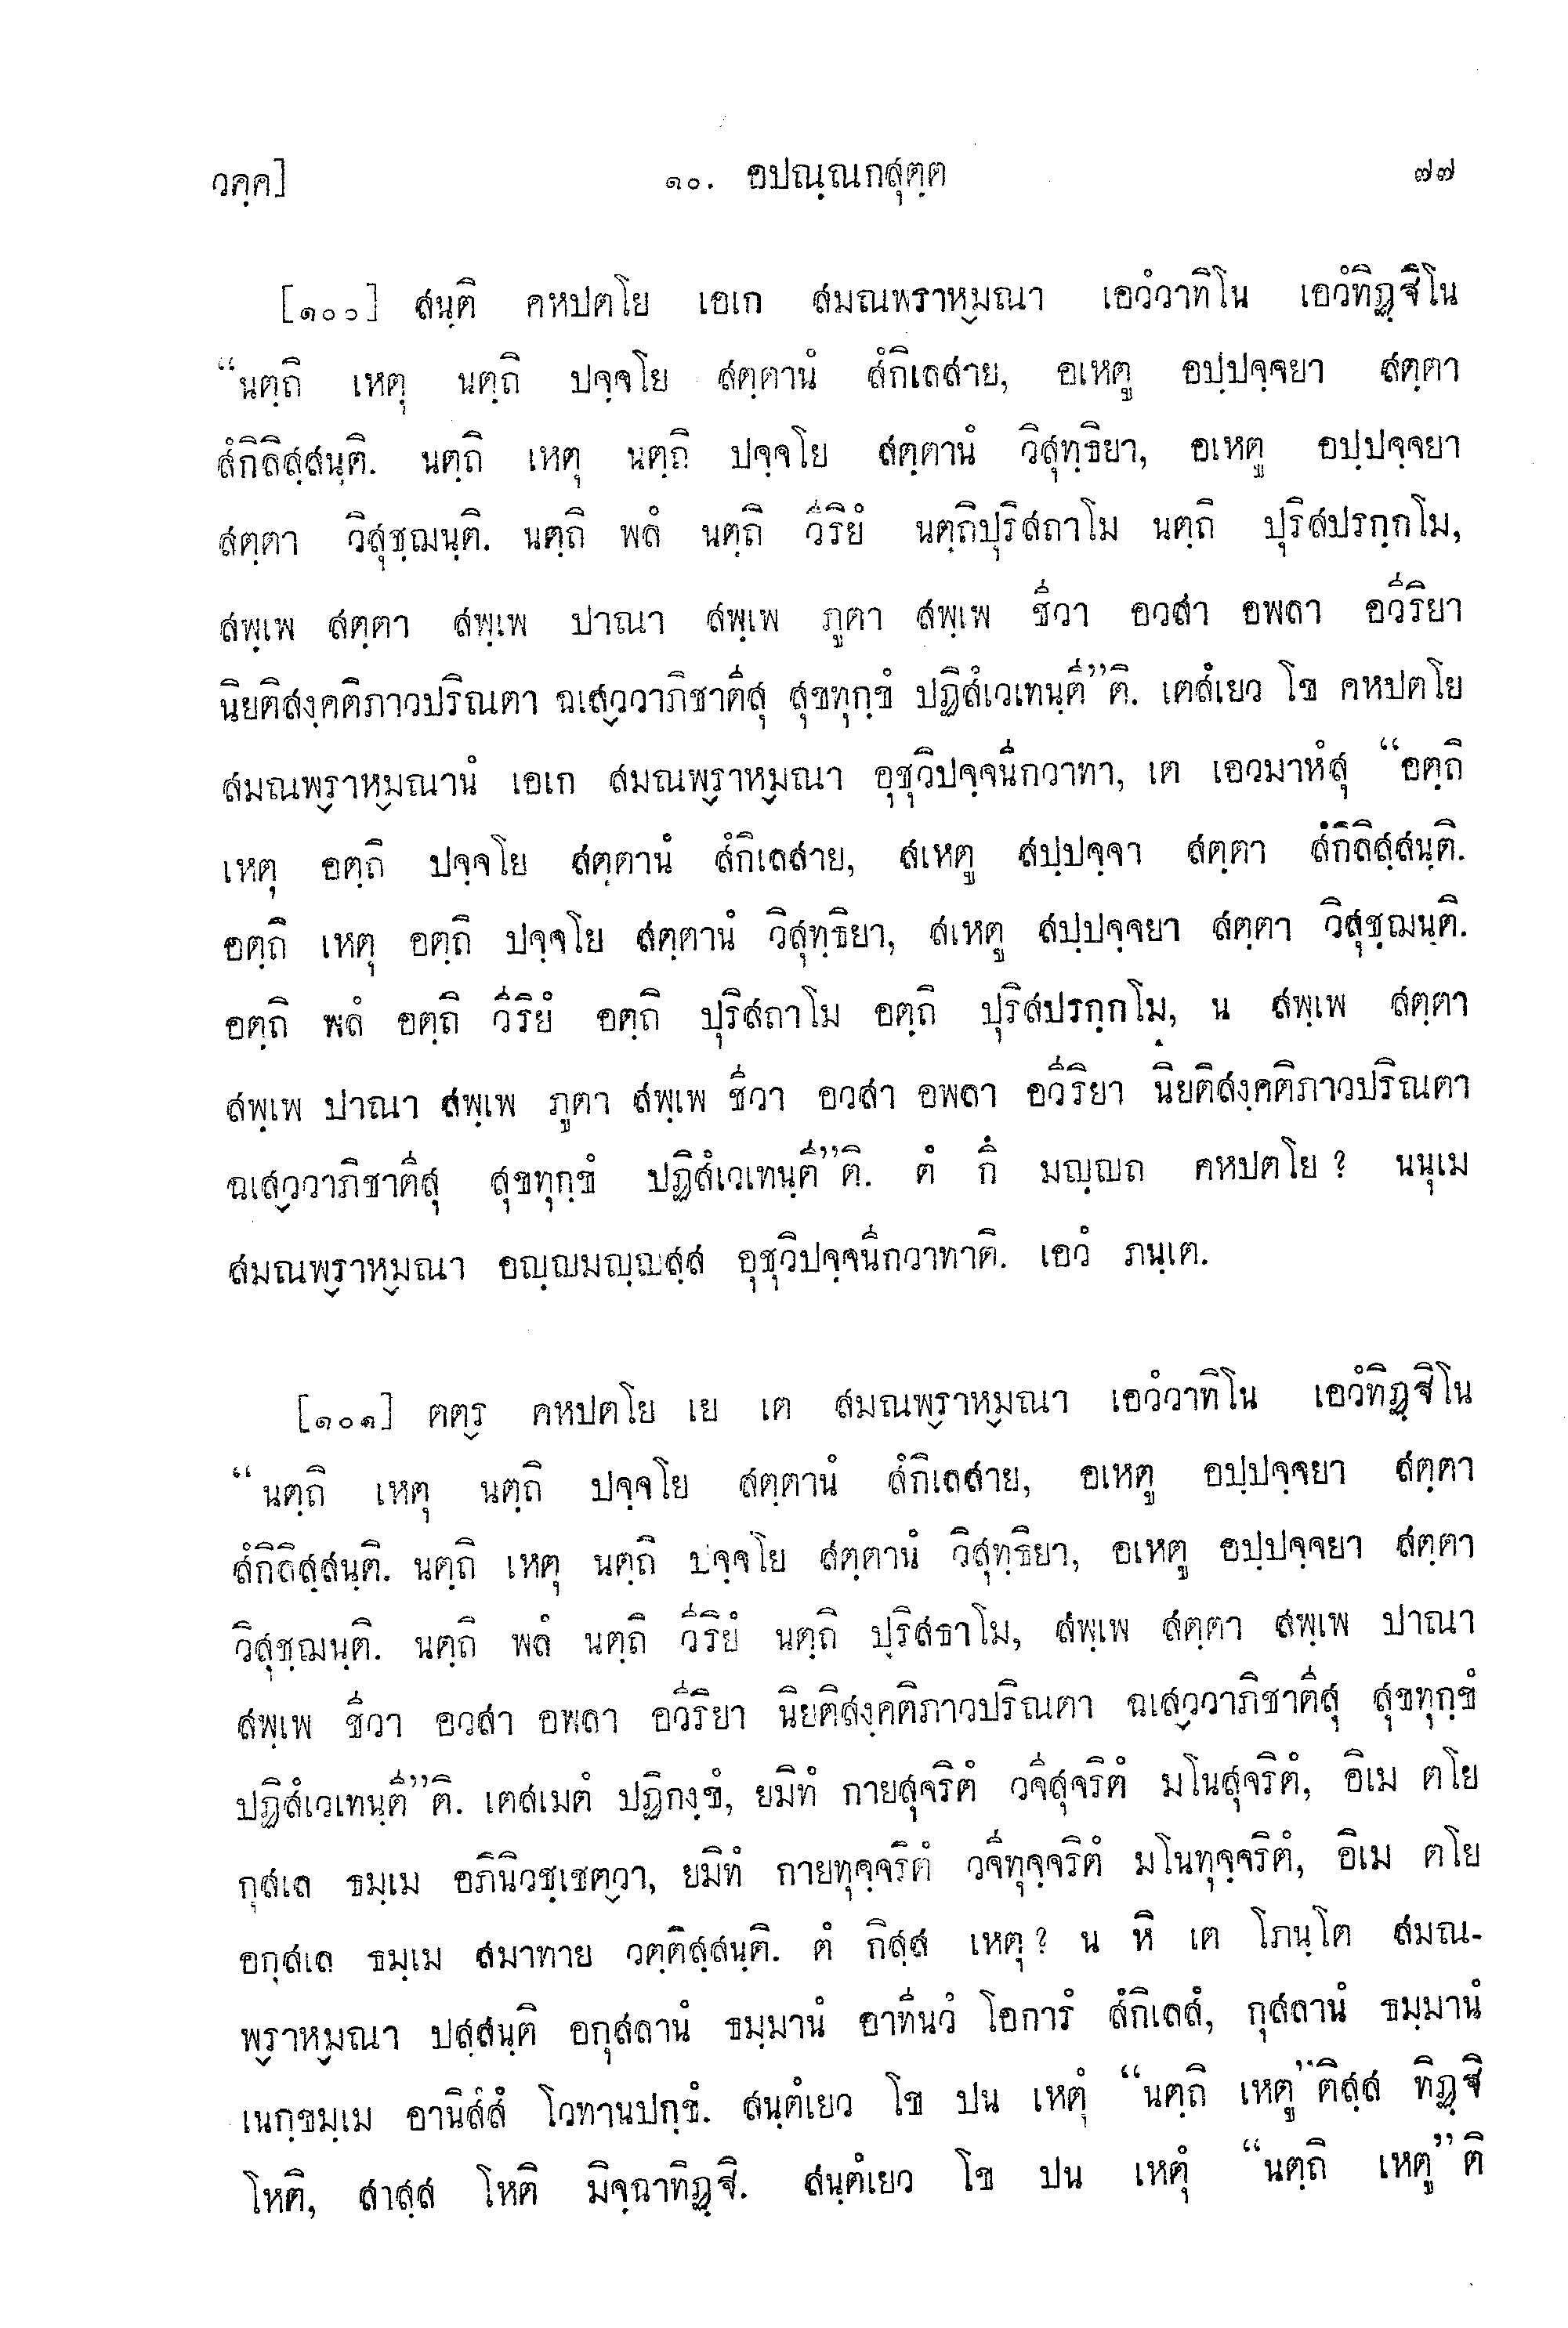 วคฺค] ๑๐. อปณฺณกสุตฺต ๗๗
[๑๐๐] สนฺติ คหปตโย เอเก สมณพราหฺมณา เอวํวาทิโน เอวํทิฏฺฐิโน
“นตฺถิ เหตุ นตฺถิ ปจฺจโย สตฺตานํ สํกิเลสาย, อเหตู อปฺปจฺจยา สตฺตา
สํกิลิสฺสนฺติ. นตฺถิ เหตุ นตฺถิ ปจฺจโย สตฺตานํ วิสุทฺธิยา, อเหตู อปฺปจฺจยา
สตฺตา วิสุชฺฌนฺติ. นตฺถิ พลํ นตฺถิ วีริยํ นตฺถิปุริสถาโม นตฺถิ ปุริสปรกฺกโม,
สพฺเพ สตฺตา สพฺเพ ปาณา สพฺเพ ภูตา สพฺเพ ชีวา อวสา อพลา อวีริยา
นิยติสงฺคติภาวปริณตา ฉเสฺววาภิชาตีสุ สุขทุกฺขํ ปฏิสํเวเทนฺตี”ติ. เตสํเยว โข คหปตโย
สมณพฺราหฺมณานํ เอเก สมณพฺราหฺมณา อุชุวิปจฺจนีกวาทา, เต เอวมาหํสุ “อตฺถิ
เหตุ อตฺถิ ปจฺจโย สตฺตานํ สํกิเลสาย, สเหตู สปฺปจฺจา สตฺตา สํกิลิสฺสนฺติ.
อตฺถิ เหตุ อตฺถิ ปจฺจโย สตฺตานํ วิสุทฺธิยา, สเหตู สปฺปจฺจยา สตฺตา วิสุชฺฌนฺติ.
อตฺถิ พลํ อตฺถิ วีริยํ อตฺถิ ปุริสถาโม อตฺถิ ปุริสปรกฺกโม, น สพฺเพ สตฺตา
สพฺเพ ปาณา สพฺเพ ภูตา สพฺเพ ชีวา อวสา อพลา อวีริยา นิยติสงฺคติภาวปริณตา
ฉเสฺววาภิชาตีสุ สุขทุกฺขํ ปฏิสํเวเทนฺตี”ติ. ตํ กึ มญฺญถ คหปตโย? นนุเม
สมณพฺราหฺมณา อญฺญมญฺญสฺส อุชุวิปจฺจนีกวาทาติ. เอวํ ภนฺเต.
[๑๐๑] ตตฺร คหปตโย เย เต สมณพฺราหฺมณา เอวํวาทิโน เอวํทิฏฺฐิโน
“นตฺถิ เหตุ นตฺถิ ปจฺจโย สตฺตานํ สํกิเลสาย, อเหตู อปฺปจฺจยา สตฺตา
สํกิลิสฺสนฺติ. นตฺถิ เหตุ นตฺถิ ปจฺจโย สตฺตานํ วิสุทฺธิยา, อเหตู อปฺปจฺจยา สตฺตา
วิสุชฺฌนฺติ. นตฺถิ พลํ นตฺถิ วีริยํ นตฺถิ ปุริสธาโม, สพฺเพ สตฺตา สพฺเพ ปาณา
สพฺเพ ชีวา อวสา อพลา อวีริยา นิยติสงฺคติภาวปริณตา ฉเสฺววาภิชาตีสุ สุขทุกฺขํ
ปฏิสํเวเทนฺตี”ติ. เตสเมตํ ปฏิกงฺขํ, ยมิทํ กายสุจริตํ วจีสุจริตํ มโนสุจริตํ, อิเม ตโย
กุสเล ธมฺเม อภินิวชฺเชตฺวา, ยมิทํ กายทุจฺจริตํ วจีทุจฺจริตํ มโนทุจฺจริตํ, อิเม ตโย
อกุสเล ธมฺเม สมาทาย วตฺติสฺสนฺติ. ตํ กิสฺส เหตุ? น หิ เต โภนฺโต สมณ-
พฺราหฺมณา ปสฺสนฺติ อกุสลานํ ธมฺมานํ อาทีนวํ โอการํ สํกิเลสํ, กุสลานํ ธมฺมานํ
เนกฺขมฺเม อานิสํสํ โวทานปกฺขํ. สนฺตํเยว โข ปน เหตุํ “นตฺถิ เหตู”ติสฺส ทิฏฺฐิ
โหติ, สาสฺส โหติ มิจฺฉาทิฏฺฐิ. สนฺตํเยว โข ปน เหตุํ “นตฺถิ เหตู”ติ